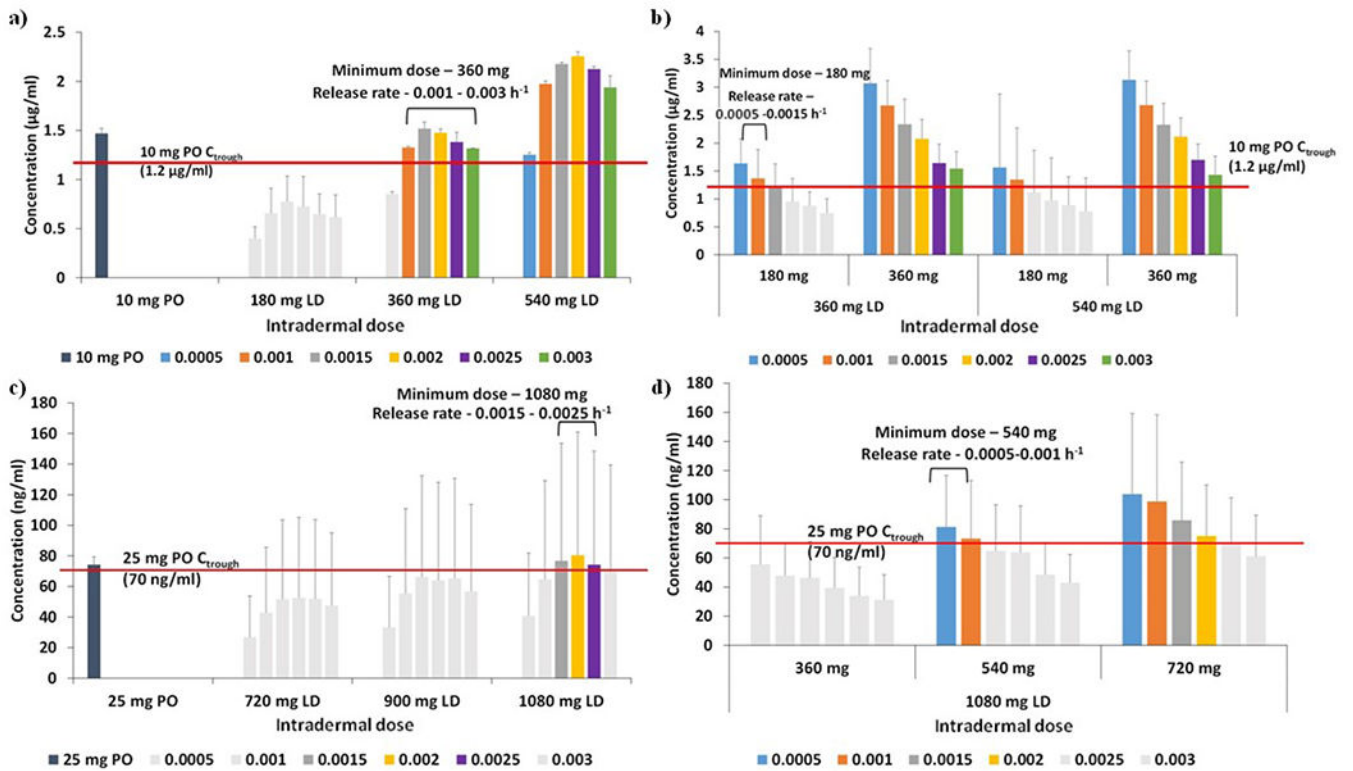 a)
2.5
2
1.5
1
0.5
0
Concentration (µg/ml)
Minimum dose – 360 mg
Release rate - 0.001 - 0.003 h-1
10 mg PO Ctrough
(1.2 µg/ml)
10 mg PO 180 mg LD 360 mg LD 540 mg LD
Intradermal dose
10 mg PO 0.0005 0.001 0.0015 0.002 0.0025 0.003
b)
4
3.5
3
2.5
2
1.5
1
0.5
0
Concentration (µg/ml)
Minimum dose – 180 mg
Release rate –
0.0005 -0.0015 h-1
10 mg PO Ctrough
(1.2 µg/ml)
180 mg 360 mg 180 mg 360 mg
360 mg LD 540 mg LD
Intradermal dose
0.0005 0.001 0.0015 0.002 0.0025 0.003
c)
180
160
140
120
100
80
60
40
20
0
Concentration (ng/ml)
Minimum dose – 1080 mg
Release rate - 0.0015 - 0.0025 h-1
25 mg PO Ctrough
(70 ng/ml)
25 mg PO 720 mg LD 900 mg LD 1080 mg LD
Intradermal dose
25 mg PO 0.0005 0.001 0.0015 0.002 0.0025 0.003
d)
180
160
140
120
100
80
60
40
20
0
Concentration (ng/ml)
Minimum dose – 540 mg
Release rate - 0.0005-0.001 h-1
25 mg PO Ctrough
(70 ng/ml)
360 mg 540 mg 720 mg
1080 mg LD
Intradermal dose
0.0005 0.001 0.0015 0.002 0.0025 0.003